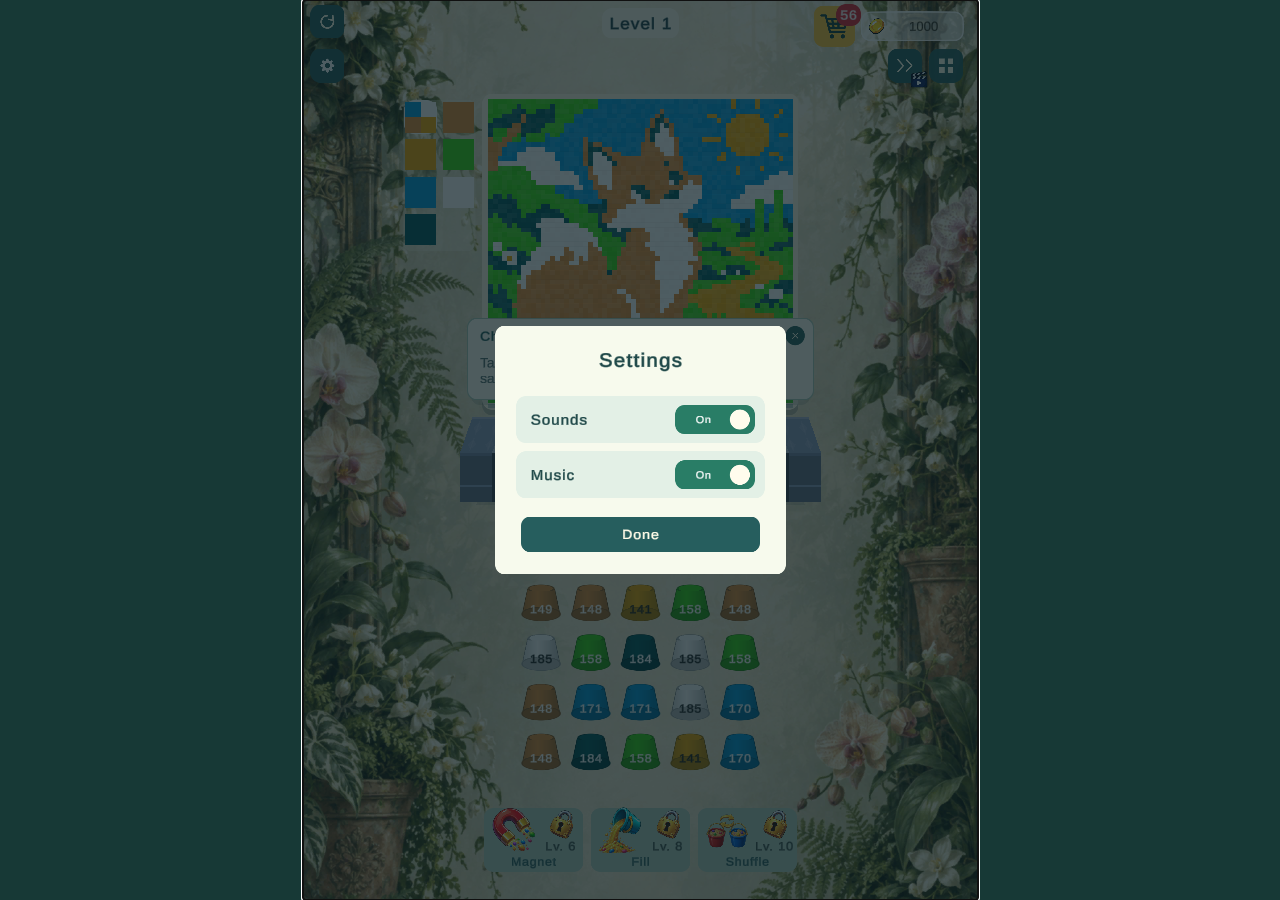 Level 1
56
1000
Settings
Sounds
On
Music
On
Done
149 148 141 158 148
185 158 184 185 158
148 171 171 185 170
148 184 158 141 170
Lv. 6 Lv. 8 Lv. 10
Magnet Fill Shuffle